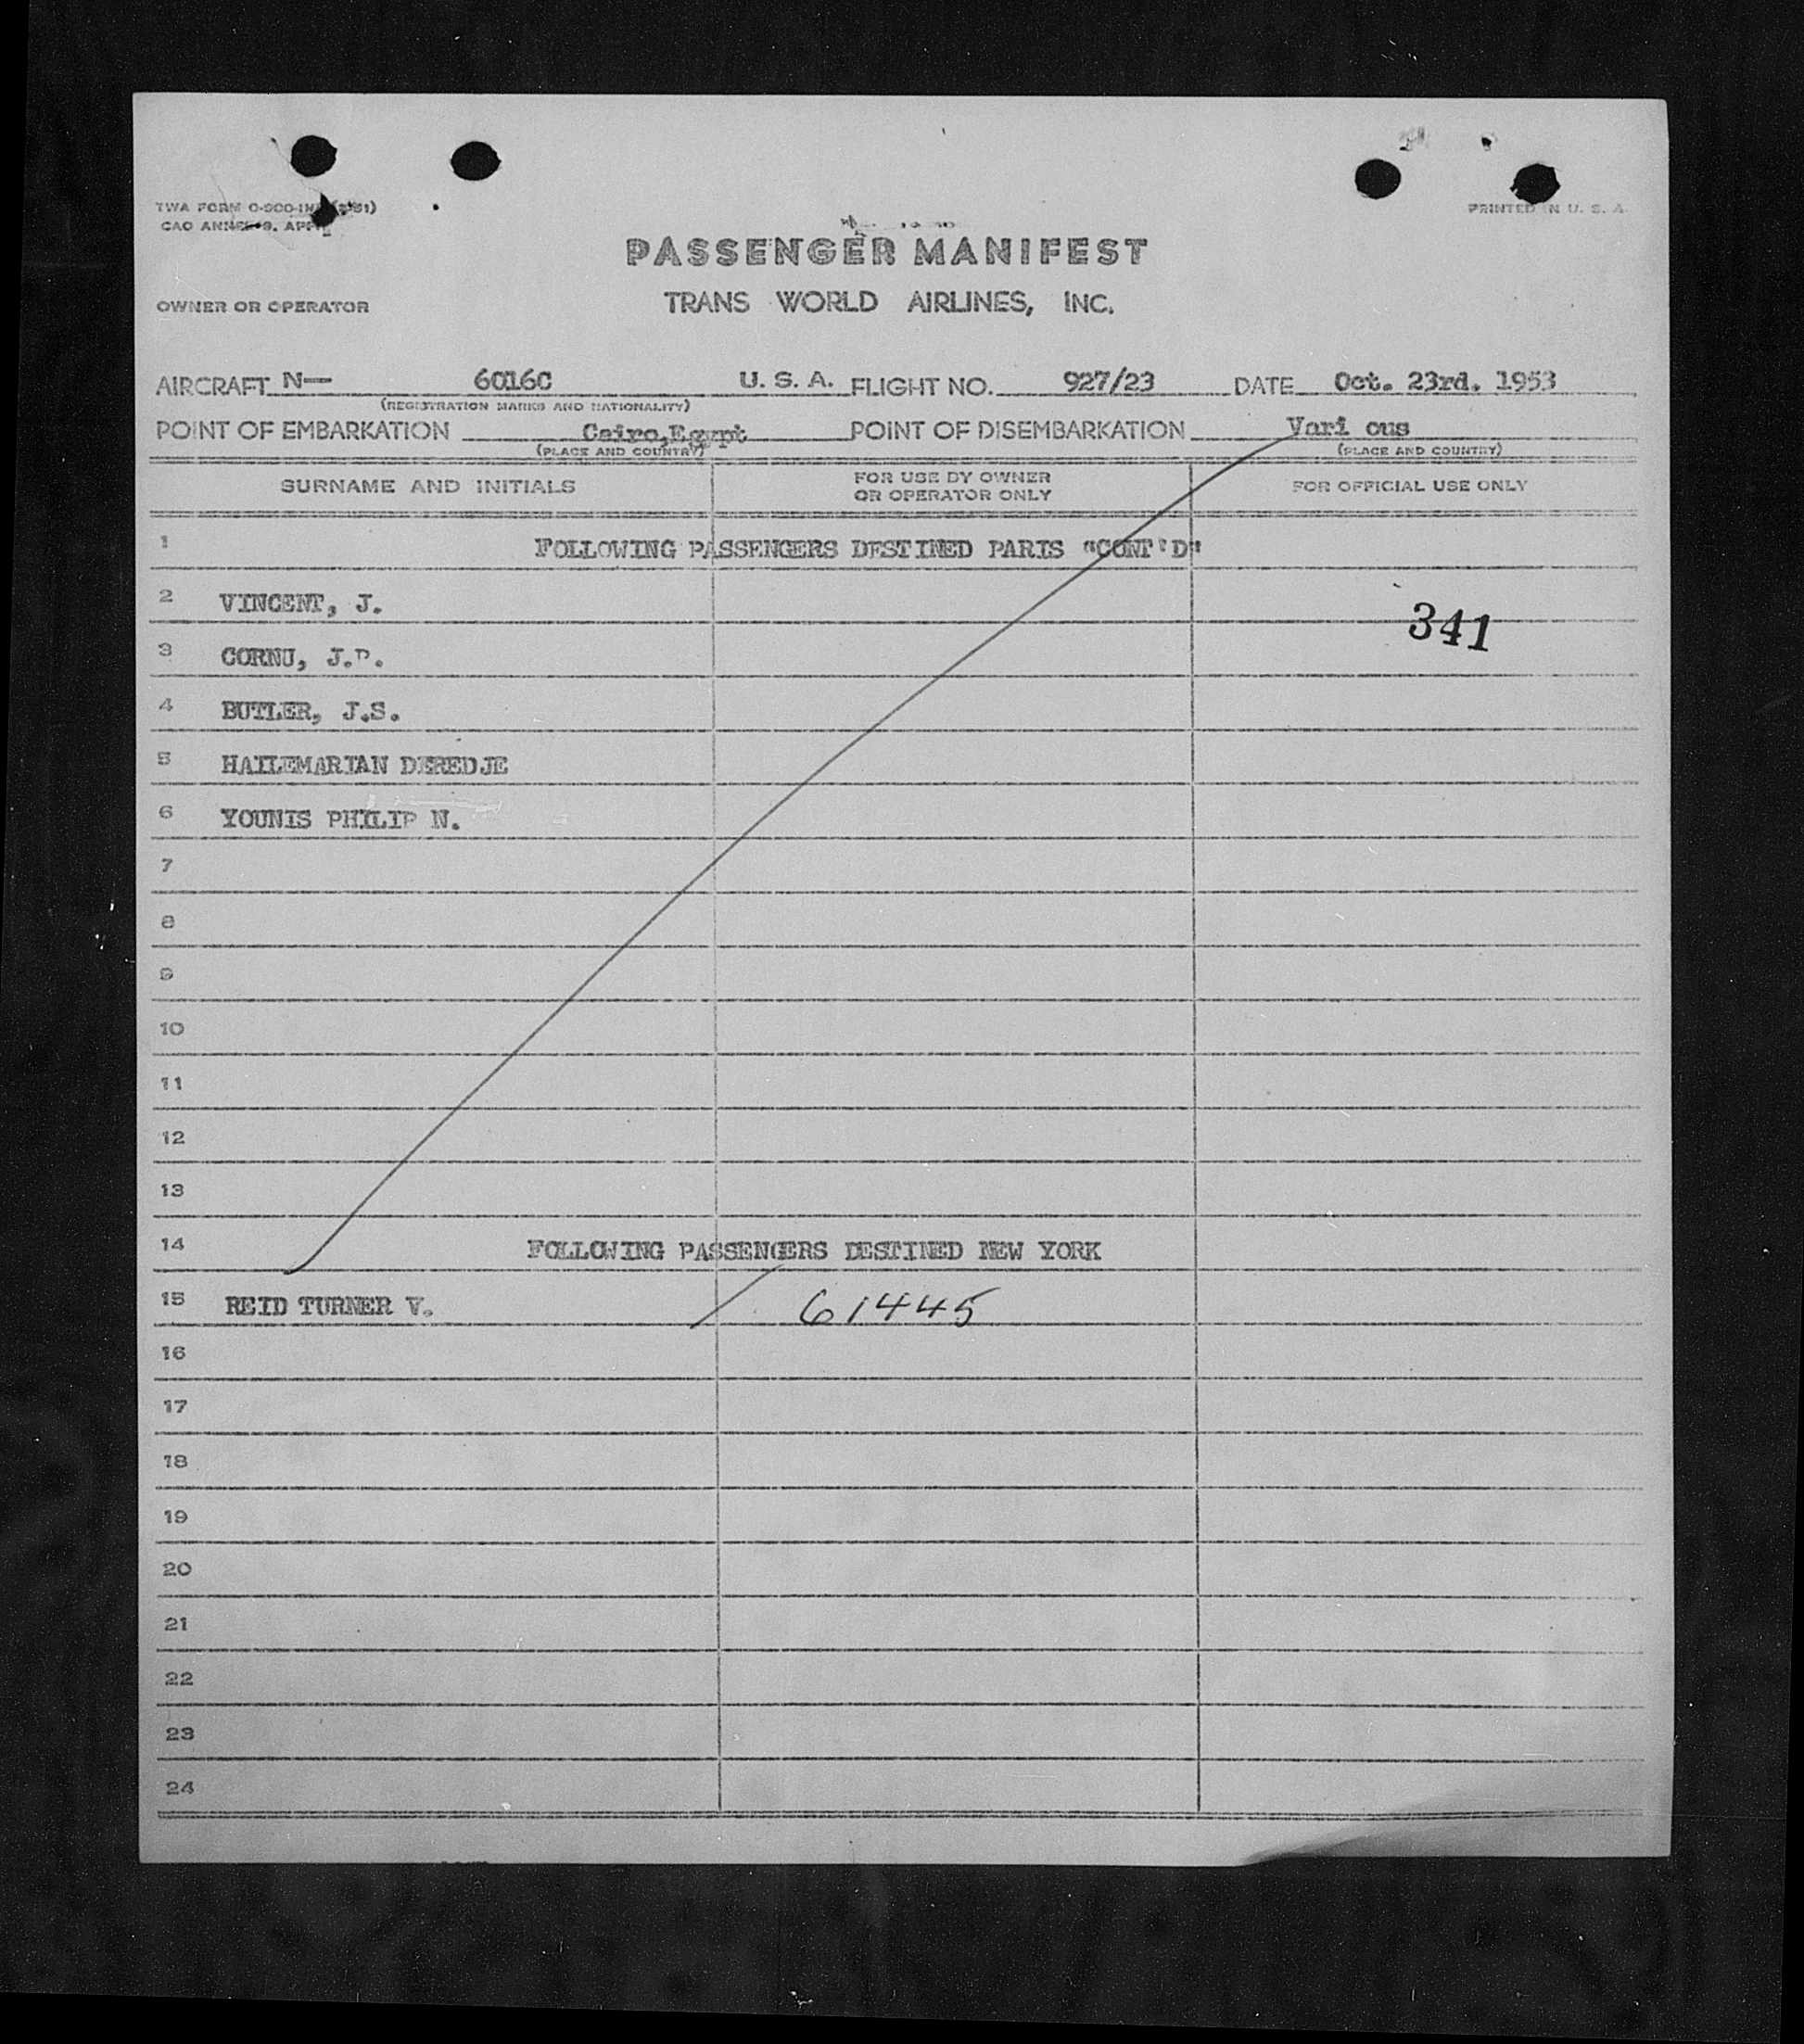 TWA FORM O-900-
PRINTED IN U. S. A.
PASSENGER MANIFEST
OWNER OR OPERATOR TRANS WORLD AIRLINES, INC.
AIRCRAFT N— 6016C U. S. A. FLIGHT NO. 927/23 DATE Oct. 23rd. 1953
(REGISTRATION MARKS AND NATIONALITY)
POINT OF EMBARKATION Cairo,Egypt POINT OF DISEMBARKATION Vari ous
(PLACE AND COUNTRY) (PLACE AND COUNTRY)
SURNAME AND INITIALS FOR USE BY OWNER OR OPERATOR ONLY FOR OFFICIAL USE ONLY
1 FOLLOWING PASSENGERS DESTINED PARIS "CONT'D"
2 VINCENT, J.
341
3 CORNU, J.
4 BUTLER, J.S.
5 HAILEMARIAN DEREDJE
6 YOUNIS PHILIP N.
7
8
9
10
11
12
13
14 FOLLOWING PASSENGERS DESTINED NEW YORK
15 REID TURNER V. 61445
16
17
18
19
20
21
22
23
24